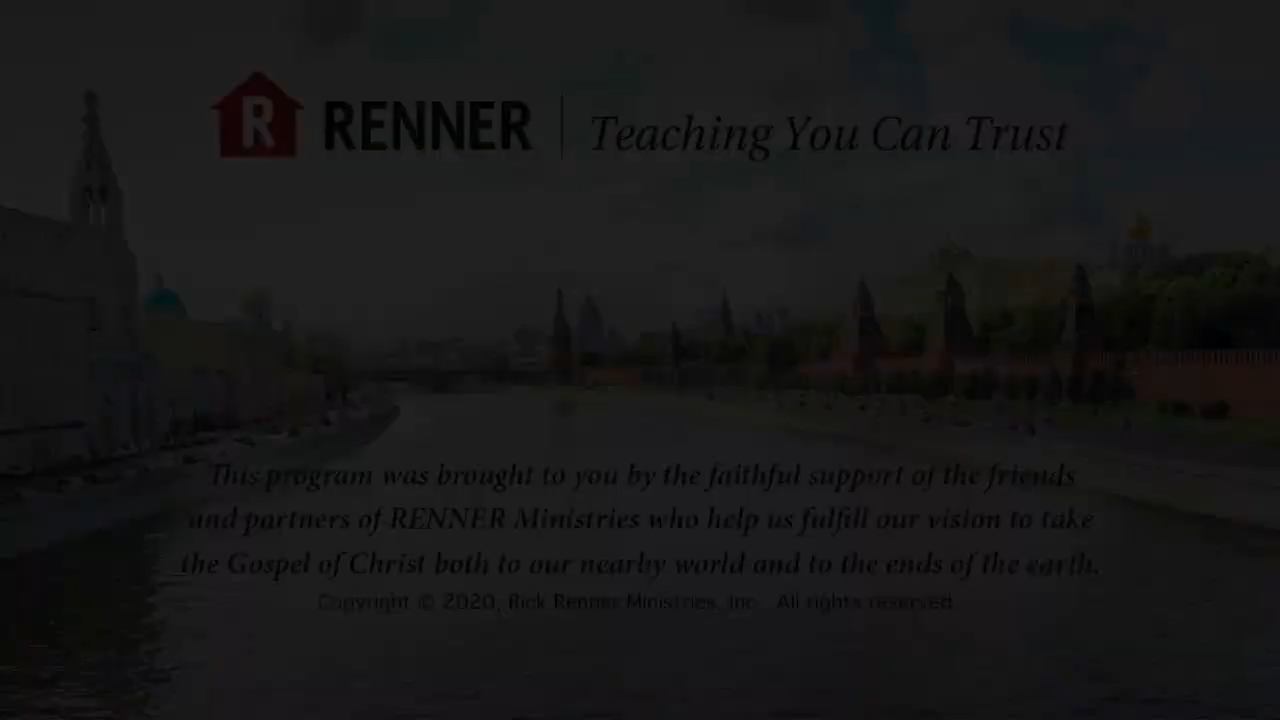 R RENNER | Teaching You Can Trust
This program was brought to you by the faithful support of the friends
and partners of RENNER Ministries who help us fulfill our vision to take
the Gospel of Christ both to our nearby world and to the ends of the earth.
Copyright © 2020, Rick Renner Ministries, Inc. All rights reserved.